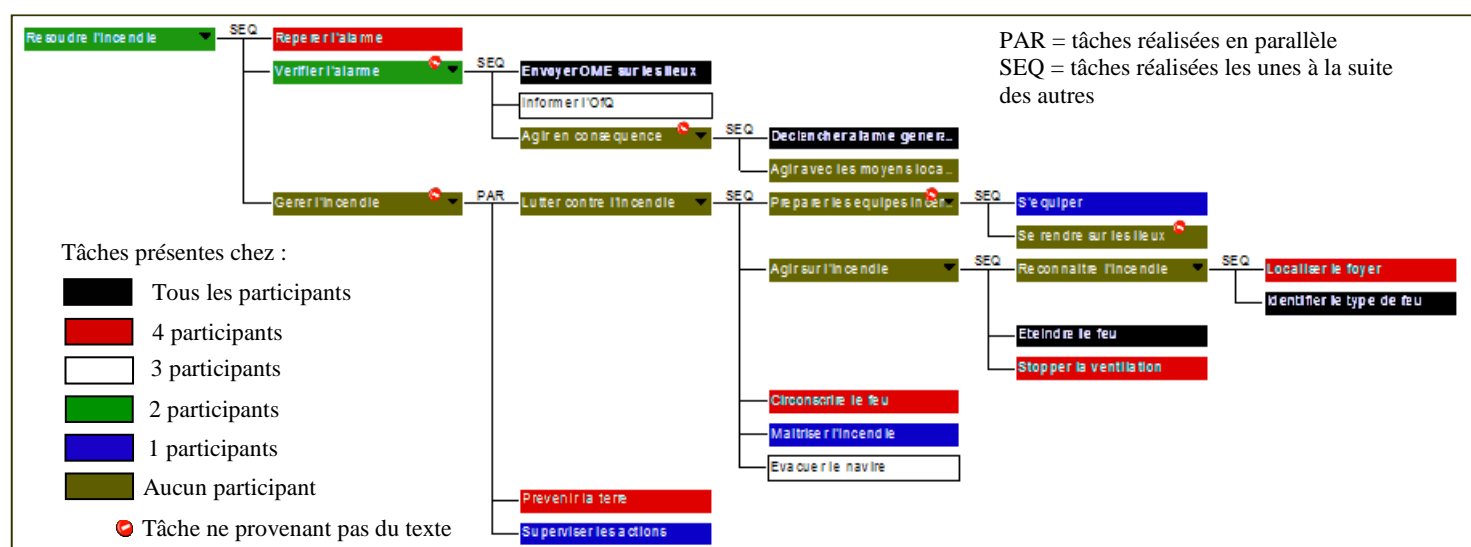 Resoudre l'incendie
SEQ
Reperer l'alarme
Verifier l'alarme
SEQ
Envoyer OME sur les lieux
Informer l'OfQ
Agir en consequence
SEQ
Declencher alarme genera...
Agir avec les moyens loca...
Gerer l'incendie
PAR
Lutter contre l'incendie
SEQ
Preparer les equipes incen...
SEQ
S'equiper
Se rendre sur les lieux
Agir sur l'incendie
SEQ
Reconnaitre l'incendie
SEQ
Localiser le foyer
Identifier le type de feu
Eteindre le feu
Stopper la ventilation
Circonscrire le feu
Maitriser l'incendie
Evacuer le navire
Prevenir la terre
Superviser les actions
PAR = tâches réalisées en parallèle
SEQ = tâches réalisées les unes à la suite
des autres
Tâches présentes chez :
Tous les participants
4 participants
3 participants
2 participants
1 participants
Aucun participant
Tâche ne provenant pas du texte